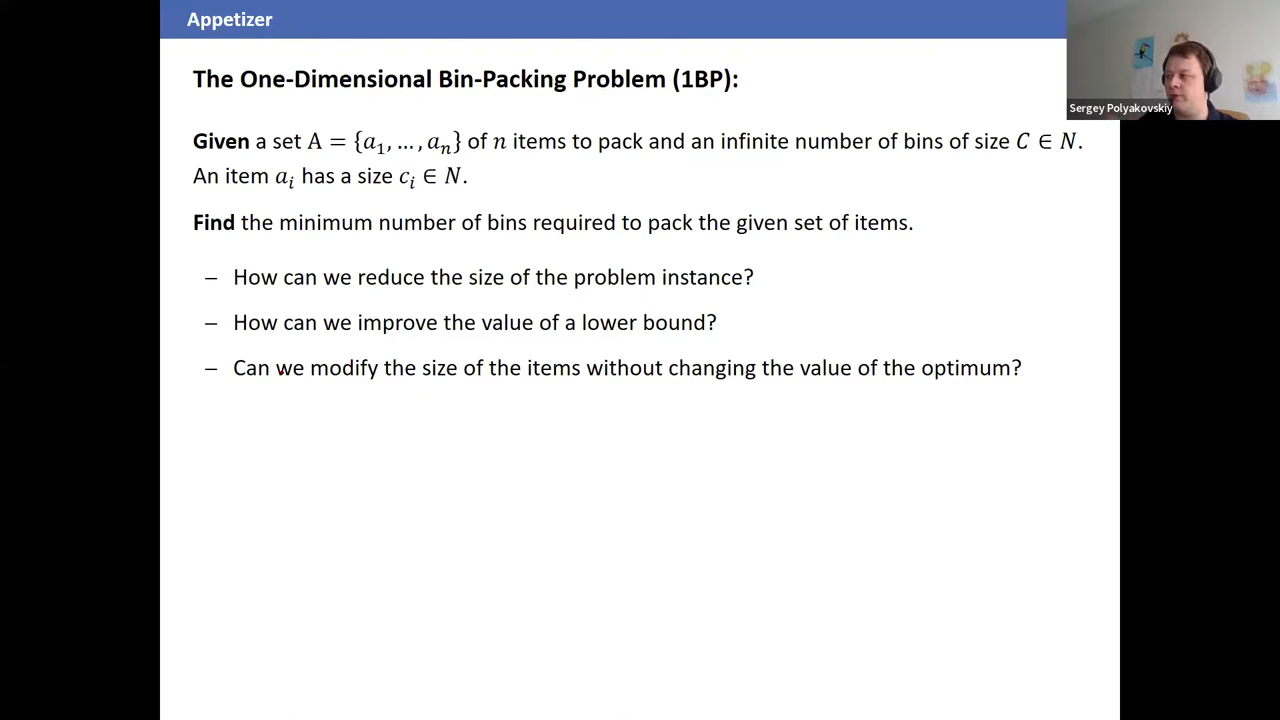 Appetizer
Sergey Polyakovskiy
The One-Dimensional Bin-Packing Problem (1BP):
Given a set A = {a₁, …, aₙ} of n items to pack and an infinite number of bins of size C ∈ N.
An item aᵢ has a size cᵢ ∈ N.
Find the minimum number of bins required to pack the given set of items.
– How can we reduce the size of the problem instance?
– How can we improve the value of a lower bound?
– Can we modify the size of the items without changing the value of the optimum?